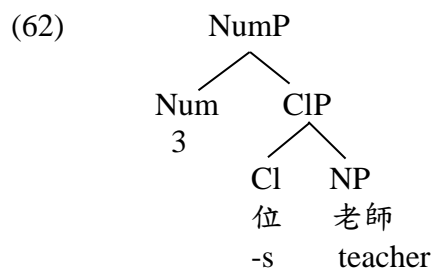 (62) NumP
Num ClP
3
Cl NP
位 老師
-s teacher